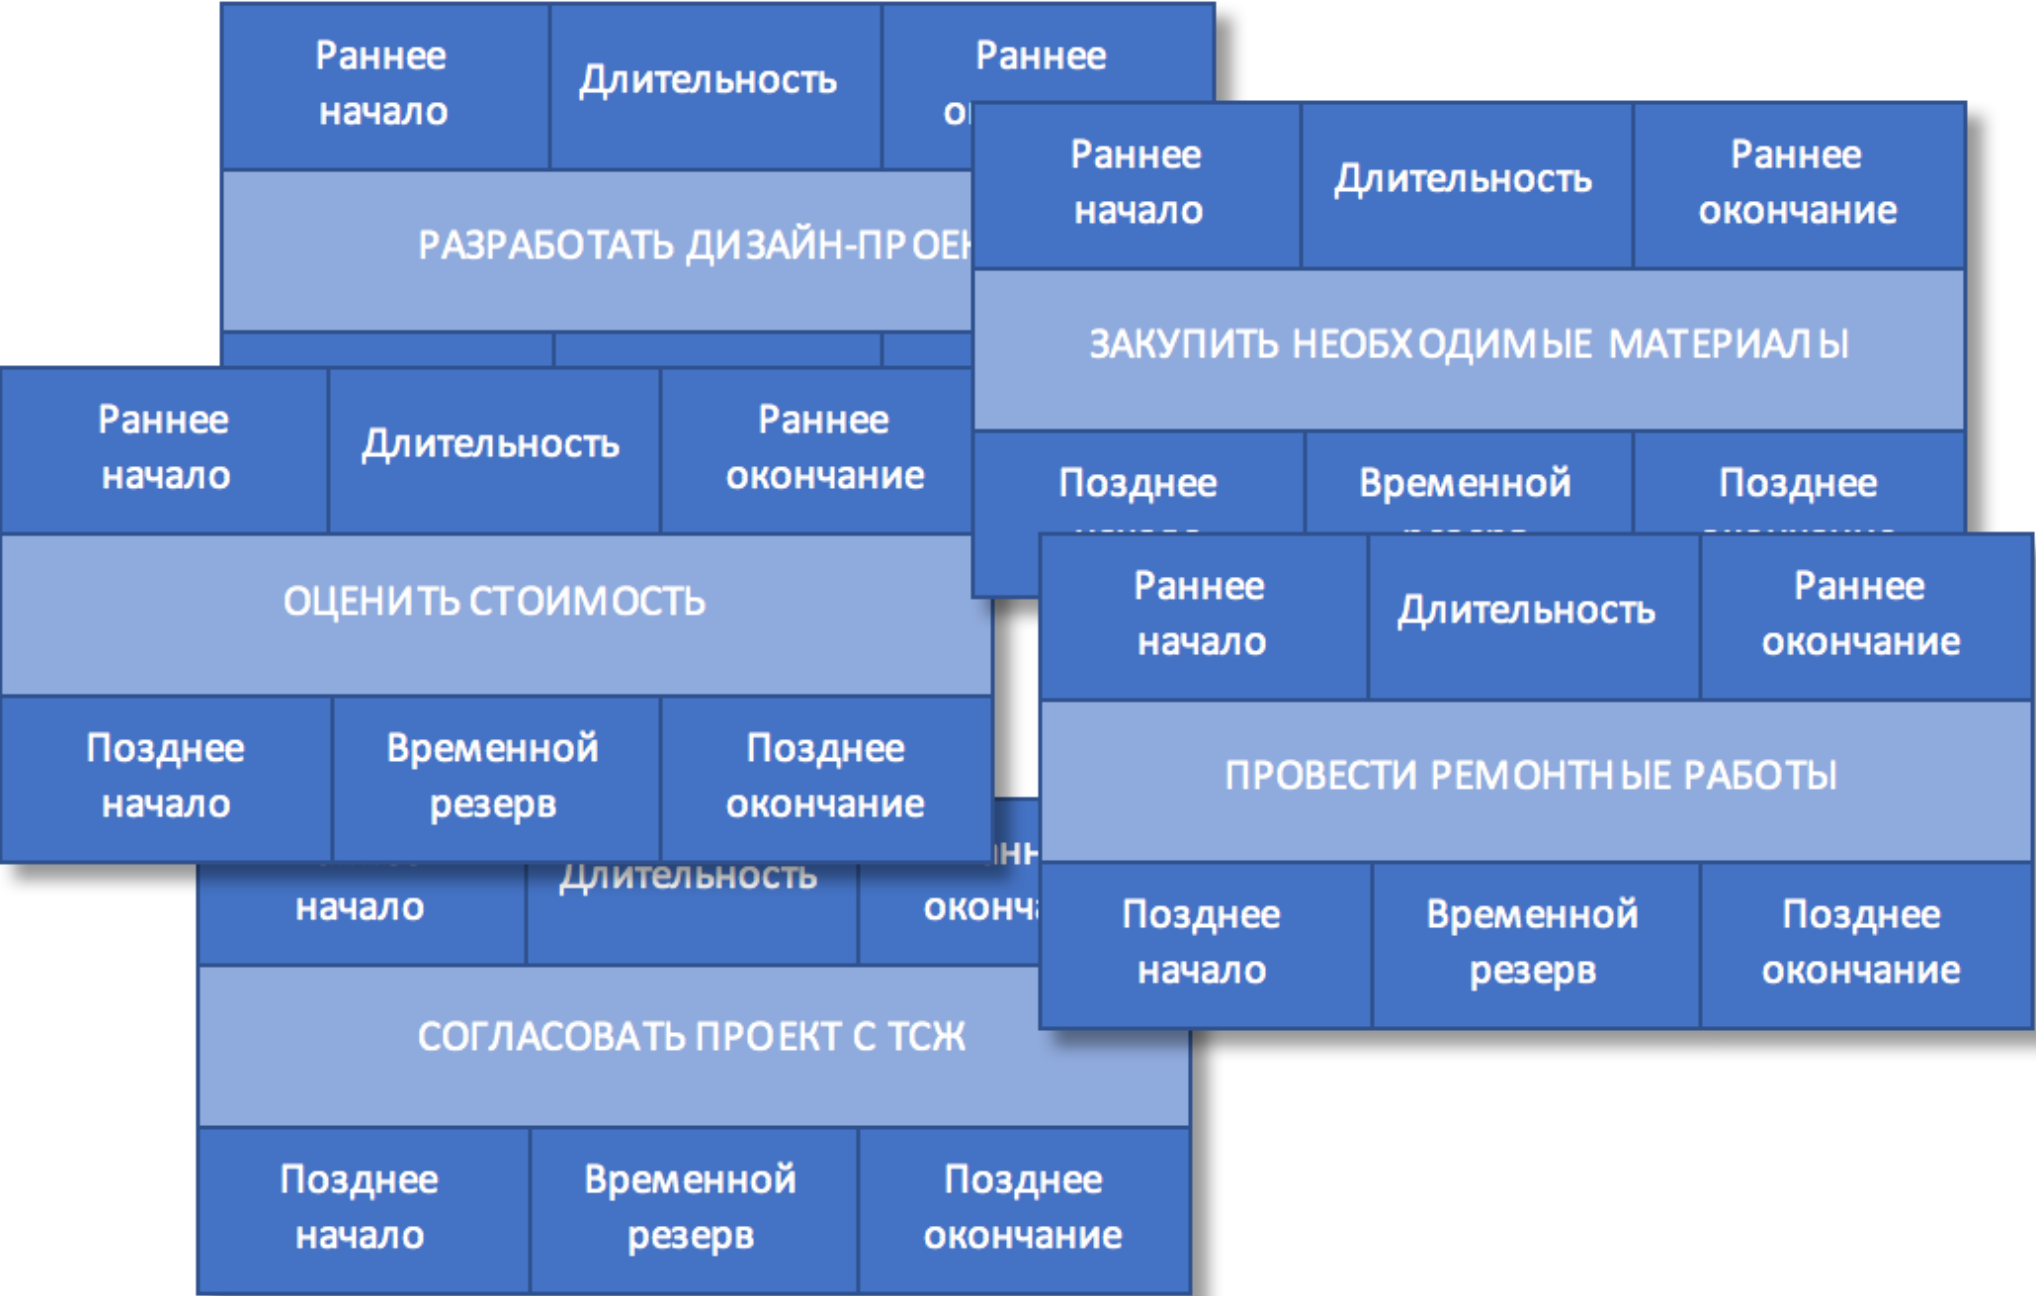 Раннее
начало
Длительность
Раннее
РАЗРАБОТАТЬ ДИЗАЙН-ПРОЕК
Раннее
начало
Длительность
Раннее
окончание
ЗАКУПИТЬ НЕОБХОДИМЫЕ МАТЕРИАЛЫ
Позднее
Временной
Позднее
Раннее
начало
Длительность
Раннее
окончание
ОЦЕНИТЬ СТОИМОСТЬ
Позднее
начало
Временной
резерв
Позднее
окончание
Раннее
начало
Длительность
Раннее
окончание
ПРОВЕСТИ РЕМОНТНЫЕ РАБОТЫ
Позднее
начало
Временной
резерв
Позднее
окончание
начало
Длительность
СОГЛАСОВАТЬ ПРОЕКТ С ТСЖ
Позднее
начало
Временной
резерв
Позднее
окончание